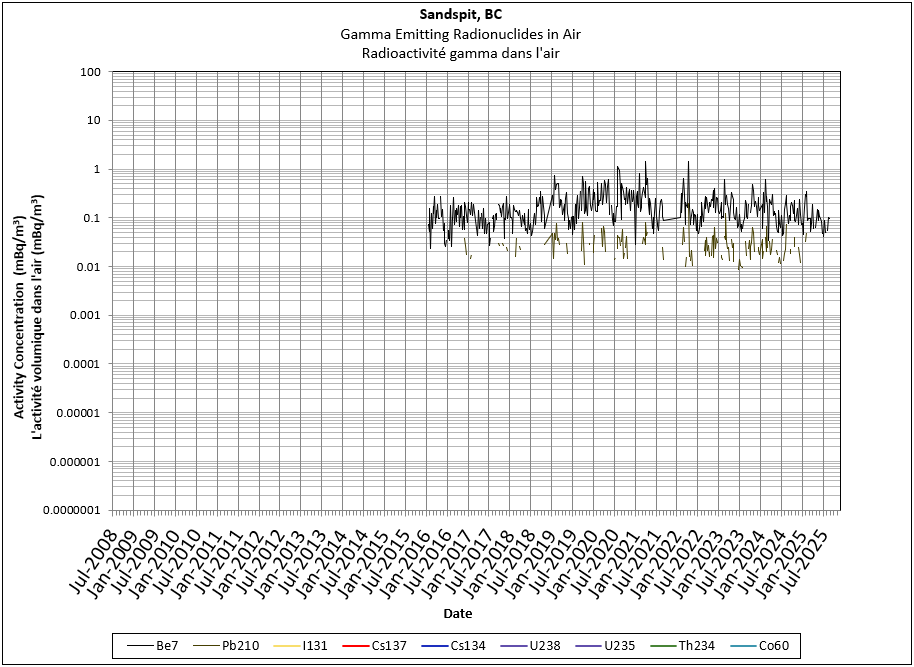 Sandspit, BC
Gamma Emitting Radionuclides in Air
Radioactivité gamma dans l'air
100
10
1
0.1
0.01
0.001
0.0001
0.00001
0.000001
0.0000001
Activity Concentration (mBq/m³)
L'activité volumique dans l'air (mBq/m³)
Jul-2008
Jan-2009
Jul-2009
Jan-2010
Jul-2010
Jan-2011
Jul-2011
Jan-2012
Jul-2012
Jan-2013
Jul-2013
Jan-2014
Jul-2014
Jan-2015
Jul-2015
Jan-2016
Jul-2016
Jan-2017
Jul-2017
Jan-2018
Jul-2018
Jan-2019
Jul-2019
Jan-2020
Jul-2020
Jan-2021
Jul-2021
Jan-2022
Jul-2022
Jan-2023
Jul-2023
Jan-2024
Jul-2024
Jan-2025
Jul-2025
Date
Be7 Pb210 I131 Cs137 Cs134 U238 U235 Th234 Co60